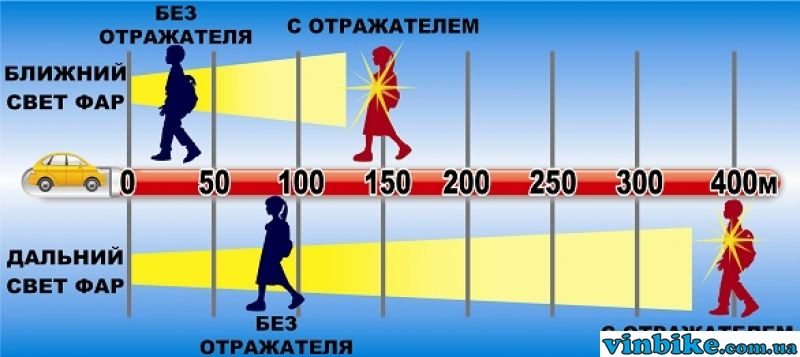 БЕЗ
ОТРАЖАТЕЛЯ
С ОТРАЖАТЕЛЕМ
БЛИЖНИЙ
СВЕТ ФАР
0 50 100 150 200 250 300 400м
ДАЛЬНИЙ
СВЕТ ФАР
БЕЗ
ОТРАЖАТЕЛЯ
С ОТРАЖАТЕЛЕМ
vinbike.com.ua